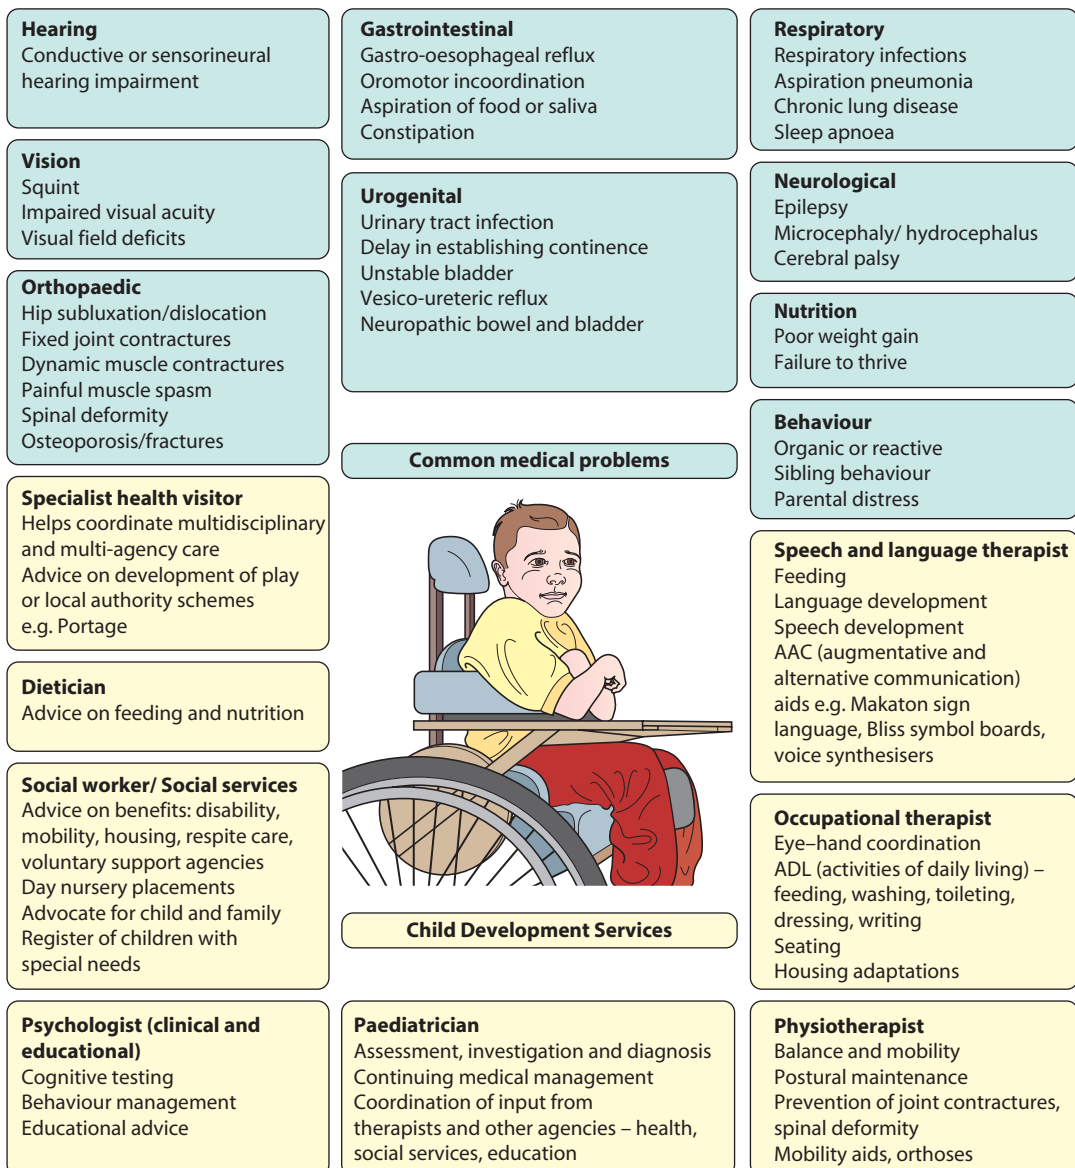 Hearing
Conductive or sensorineural
hearing impairment
Vision
Squint
Impaired visual acuity
Visual field deficits
Orthopaedic
Hip subluxation/dislocation
Fixed joint contractures
Dynamic muscle contractures
Painful muscle spasm
Spinal deformity
Osteoporosis/fractures
Gastrointestinal
Gastro-oesophageal reflux
Oromotor incoordination
Aspiration of food or saliva
Constipation
Urogenital
Urinary tract infection
Delay in establishing continence
Unstable bladder
Vesico-ureteric reflux
Neuropathic bowel and bladder
Respiratory
Respiratory infections
Aspiration pneumonia
Chronic lung disease
Sleep apnoea
Neurological
Epilepsy
Microcephaly/ hydrocephalus
Cerebral palsy
Nutrition
Poor weight gain
Failure to thrive
Behaviour
Organic or reactive
Sibling behaviour
Parental distress
Common medical problems
Specialist health visitor
Helps coordinate multidisciplinary
and multi-agency care
Advice on development of play
or local authority schemes
e.g. Portage
Dietician
Advice on feeding and nutrition
Social worker/ Social services
Advice on benefits: disability,
mobility, housing, respite care,
voluntary support agencies
Day nursery placements
Advocate for child and family
Register of children with
special needs
Psychologist (clinical and
educational)
Cognitive testing
Behaviour management
Educational advice
Child Development Services
Paediatrician
Assessment, investigation and diagnosis
Continuing medical management
Coordination of input from
therapists and other agencies – health,
social services, education
Speech and language therapist
Feeding
Language development
Speech development
AAC (augmentative and
alternative communication)
aids e.g. Makaton sign
language, Bliss symbol boards,
voice synthesisers
Occupational therapist
Eye–hand coordination
ADL (activities of daily living) –
feeding, washing, toileting,
dressing, writing
Seating
Housing adaptations
Physiotherapist
Balance and mobility
Postural maintenance
Prevention of joint contractures,
spinal deformity
Mobility aids, orthoses